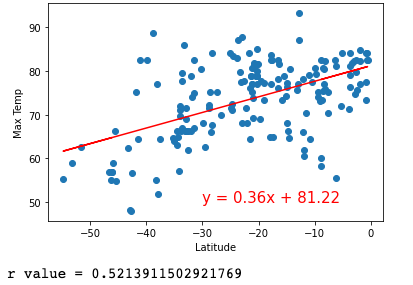 90
80
70
60
50
Max Temp
y = 0.36x + 81.22
−50 −40 −30 −20 −10 0
Latitude
r value = 0.5213911502921769